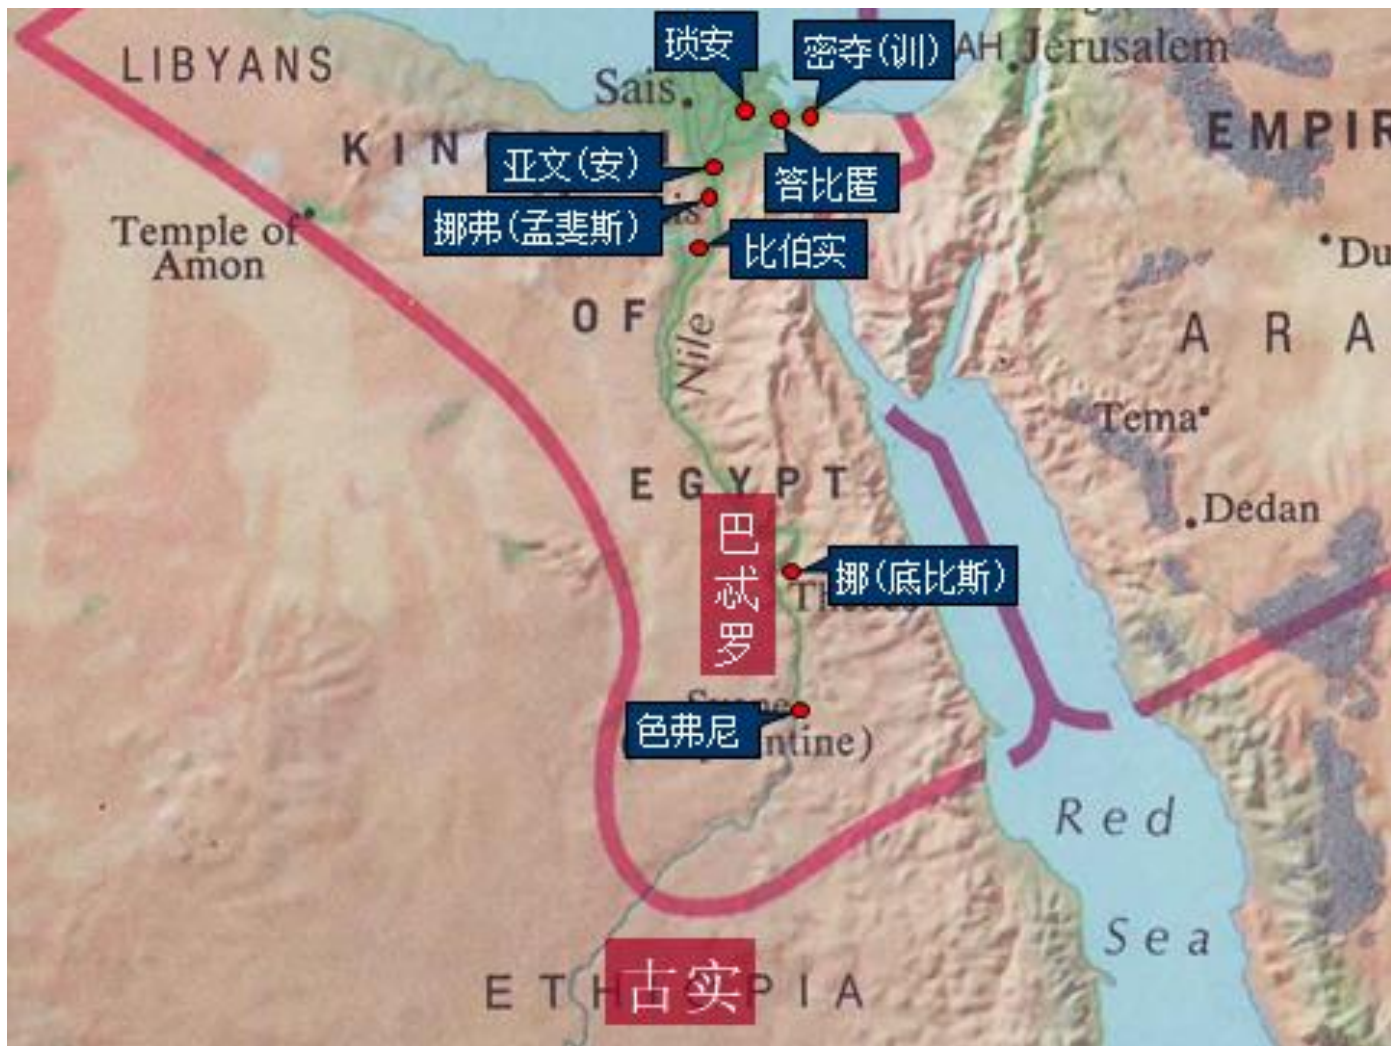 琐安
密夺(训)
AH
Jerusalem
LIBYANS
Sais
EMPIR
KIN
亚文(安)
答比匿
挪弗(孟斐斯)
is
Temple of
Amon
比伯实
Du
OF
Nile
ARA
Tema
EGYPT
Dedan
巴忒罗
挪(底比斯)
色弗尼
ntine)
Red
Sea
古实
ETH
PIA